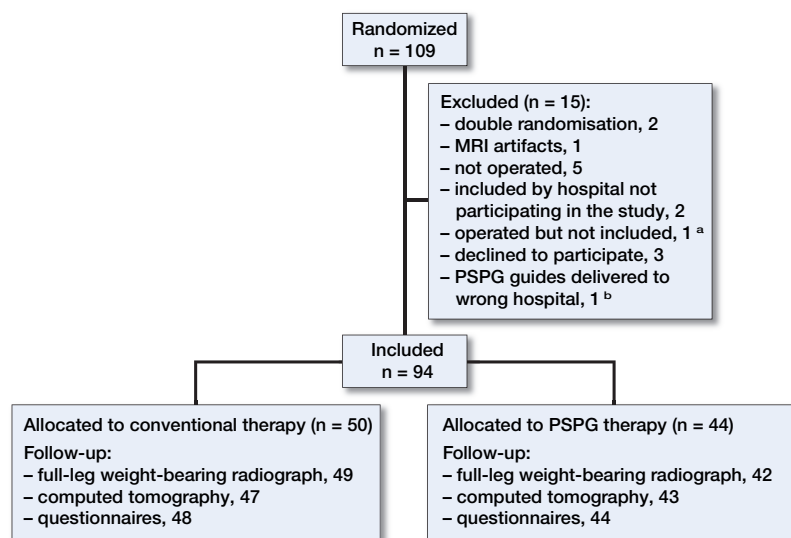 Randomized
n = 109
Excluded (n = 15):
– double randomisation, 2
– MRI artifacts, 1
– not operated, 5
– included by hospital not
participating in the study, 2
– operated but not included, 1 a
– declined to participate, 3
– PSPG guides delivered to
wrong hospital, 1 b
Included
n = 94
Allocated to conventional therapy (n = 50)
Follow-up:
– full-leg weight-bearing radiograph, 49
– computed tomography, 47
– questionnaires, 48
Allocated to PSPG therapy (n = 44)
Follow-up:
– full-leg weight-bearing radiograph, 42
– computed tomography, 43
– questionnaires, 44